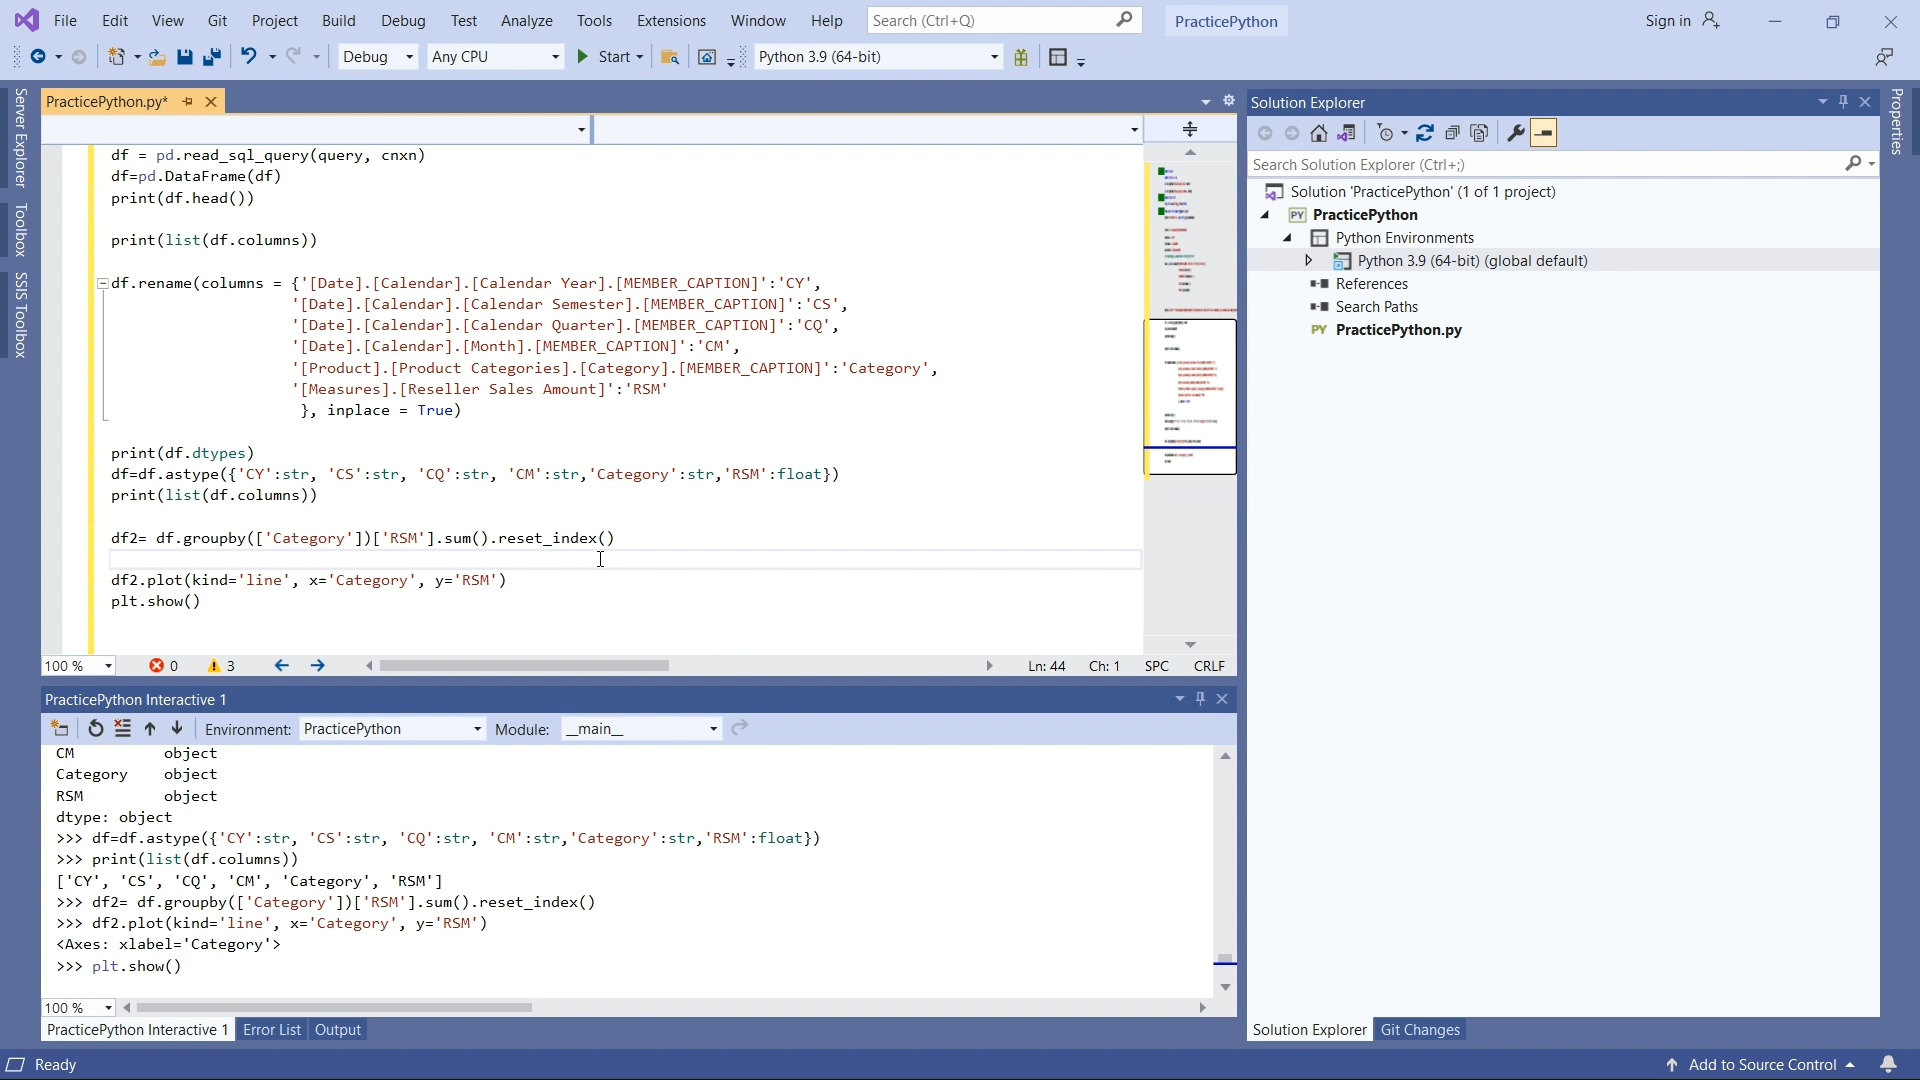 File Edit View Git Project Build Debug Test Analyze Tools Extensions Window Help Search (Ctrl+Q) PracticePython Sign in
Debug Any CPU Start Python 3.9 (64-bit)
Server Explorer
Toolbox
SSIS Toolbox
PracticePython.py*
df = pd.read_sql_query(query, cnxn)
df=pd.DataFrame(df)
print(df.head())
print(list(df.columns))
df.rename(columns = {'[Date].[Calendar].[Calendar Year].[MEMBER_CAPTION]':'CY',
'[Date].[Calendar].[Calendar Semester].[MEMBER_CAPTION]':'CS',
'[Date].[Calendar].[Calendar Quarter].[MEMBER_CAPTION]':'CQ',
'[Date].[Calendar].[Month].[MEMBER_CAPTION]':'CM',
'[Product].[Product Categories].[Category].[MEMBER_CAPTION]':'Category',
'[Measures].[Reseller Sales Amount]':'RSM'
}, inplace = True)
print(df.dtypes)
df=df.astype({'CY':str, 'CS':str, 'CQ':str, 'CM':str,'Category':str,'RSM':float})
print(list(df.columns))
df2= df.groupby(['Category'])['RSM'].sum().reset_index()
df2.plot(kind='line', x='Category', y='RSM')
plt.show()
100 % 0 3 Ln: 44 Ch: 1 SPC CRLF
PracticePython Interactive 1
Environment: PracticePython Module: __main__
CM object
Category object
RSM object
dtype: object
>>> df=df.astype({'CY':str, 'CS':str, 'CQ':str, 'CM':str,'Category':str,'RSM':float})
>>> print(list(df.columns))
['CY', 'CS', 'CQ', 'CM', 'Category', 'RSM']
>>> df2= df.groupby(['Category'])['RSM'].sum().reset_index()
>>> df2.plot(kind='line', x='Category', y='RSM')
<Axes: xlabel='Category'>
>>> plt.show()
100 %
PracticePython Interactive 1 Error List Output
Solution Explorer
Search Solution Explorer (Ctrl+;)
Solution 'PracticePython' (1 of 1 project)
PY PracticePython
Python Environments
Python 3.9 (64-bit) (global default)
References
Search Paths
PY PracticePython.py
Solution Explorer Git Changes
Properties
Ready Add to Source Control